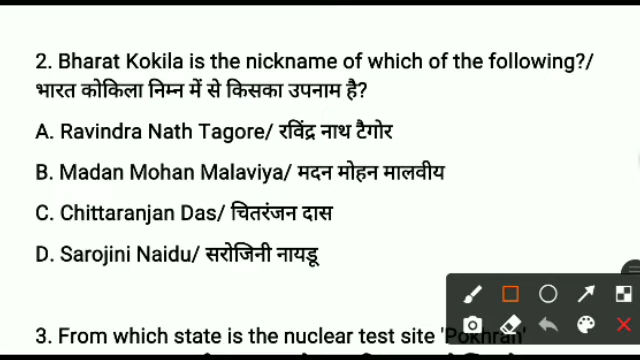 2. Bharat Kokila is the nickname of which of the following?/
भारत कोकिला निम्न में से किसका उपनाम है?
A. Ravindra Nath Tagore/ रविंद्र नाथ टैगोर
B. Madan Mohan Malaviya/ मदन मोहन मालवीय
C. Chittaranjan Das/ चितरंजन दास
D. Sarojini Naidu/ सरोजिनी नायडू
3. From which state is the nuclear test site 'Pokhran'